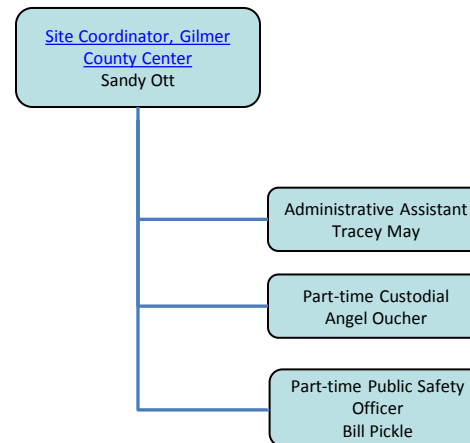 Site Coordinator, Gilmer
County Center
Sandy Ott
Administrative Assistant
Tracey May
Part-time Custodial
Angel Oucher
Part-time Public Safety
Officer
Bill Pickle